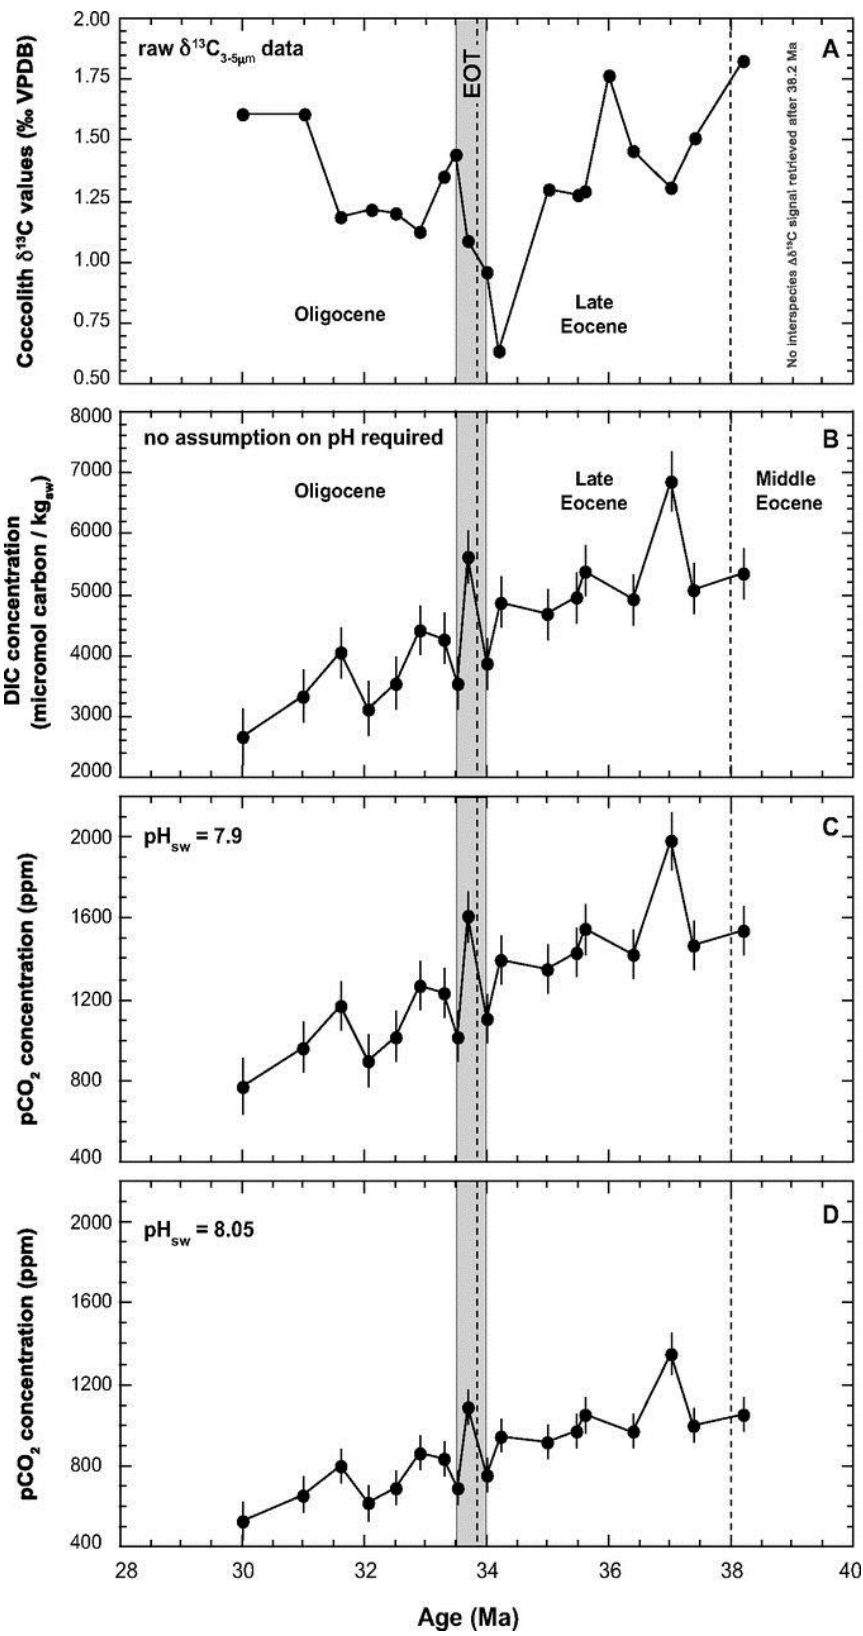 2.00
raw δ¹³C₃₋₅μm data
A
1.75
1.50
1.25
1.00
0.75
0.50
Coccolith δ¹³C values (‰ VPDB)
EOT
No interspecies Δδ¹³C signal retrieved after 38.2 Ma
Oligocene
Late
Eocene
8000
no assumption on pH required
B
7000
6000
5000
4000
3000
2000
DIC concentration
(micromol carbon / kgsw)
Oligocene
Late
Eocene
Middle
Eocene
2000
pHsw = 7.9
C
1600
1200
800
400
pCO₂ concentration (ppm)
2000
pHsw = 8.05
D
1600
1200
800
400
pCO₂ concentration (ppm)
28 30 32 34 36 38 40
Age (Ma)